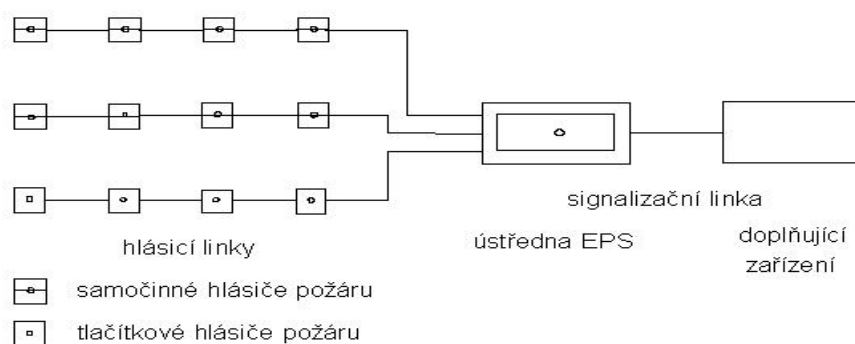 signalizační linka
hlásicí linky
ústředna EPS
doplňující
zařízení
samočinné hlásiče požáru
tlačítkové hlásiče požáru